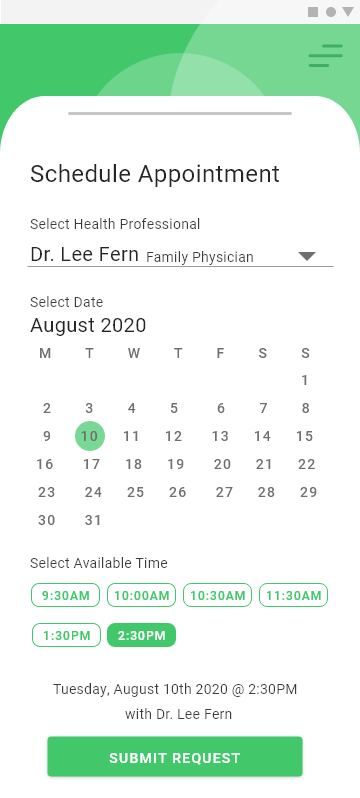 Schedule Appointment
Select Health Professional
Dr. Lee Fern Family Physician
Select Date
August 2020
M T W T F S S
1
2 3 4 5 6 7 8
9 10 11 12 13 14 15
16 17 18 19 20 21 22
23 24 25 26 27 28 29
30 31
Select Available Time
9:30AM 10:00AM 10:30AM 11:30AM
1:30PM 2:30PM
Tuesday, August 10th 2020 @ 2:30PM
with Dr. Lee Fern
SUBMIT REQUEST